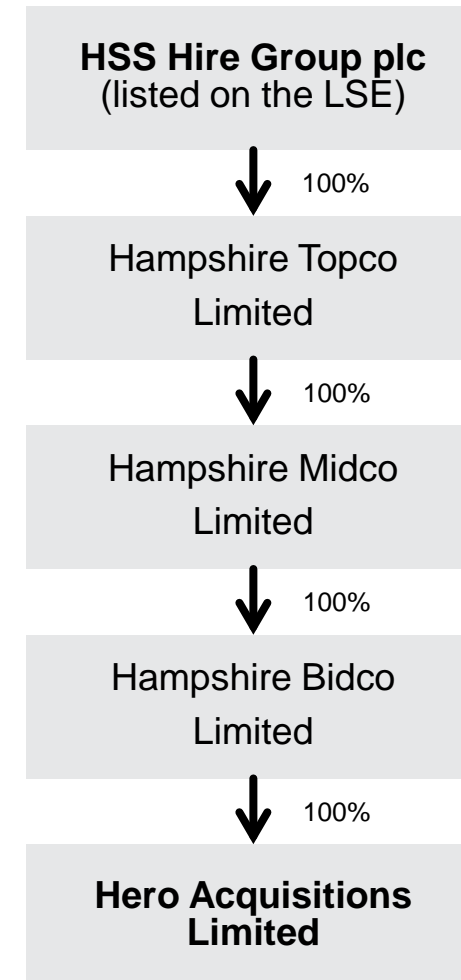 HSS Hire Group plc
(listed on the LSE)
100%
Hampshire Topco
Limited
100%
Hampshire Midco
Limited
100%
Hampshire Bidco
Limited
100%
Hero Acquisitions
Limited